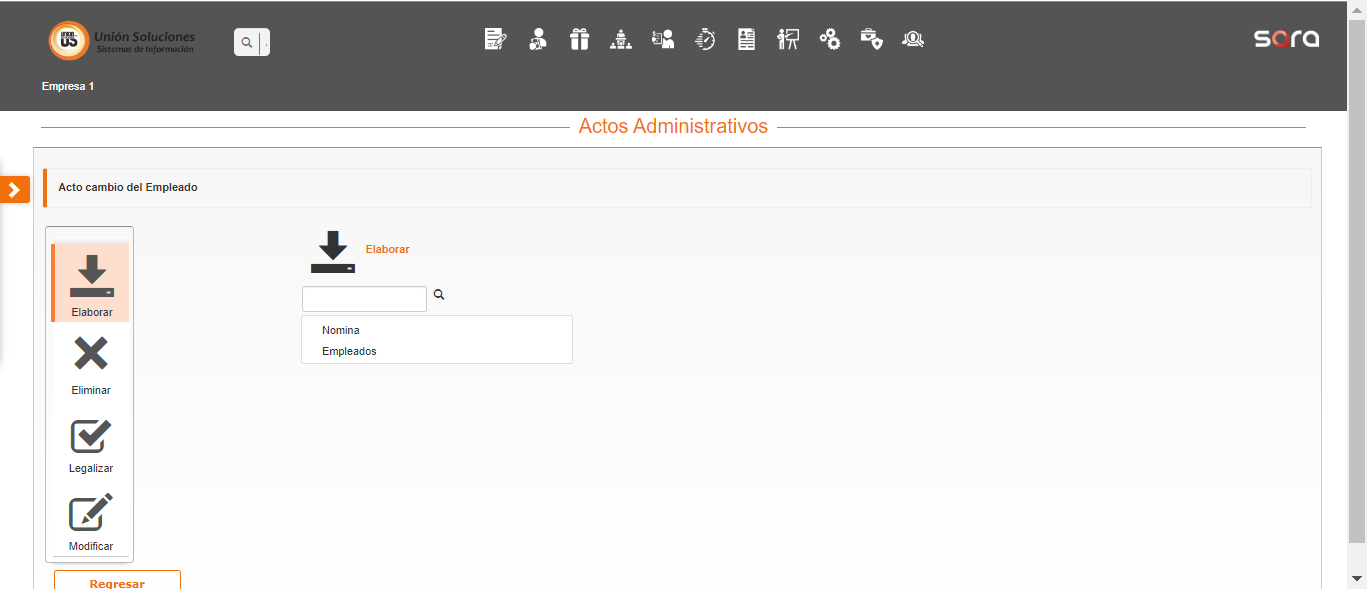 UNION
US
Unión Soluciones
Sistemas de Información
sara
Empresa 1
Actos Administrativos
Acto cambio del Empleado
Elaborar
Eliminar
Legalizar
Modificar
Elaborar
Nomina
Empleados
Regresar